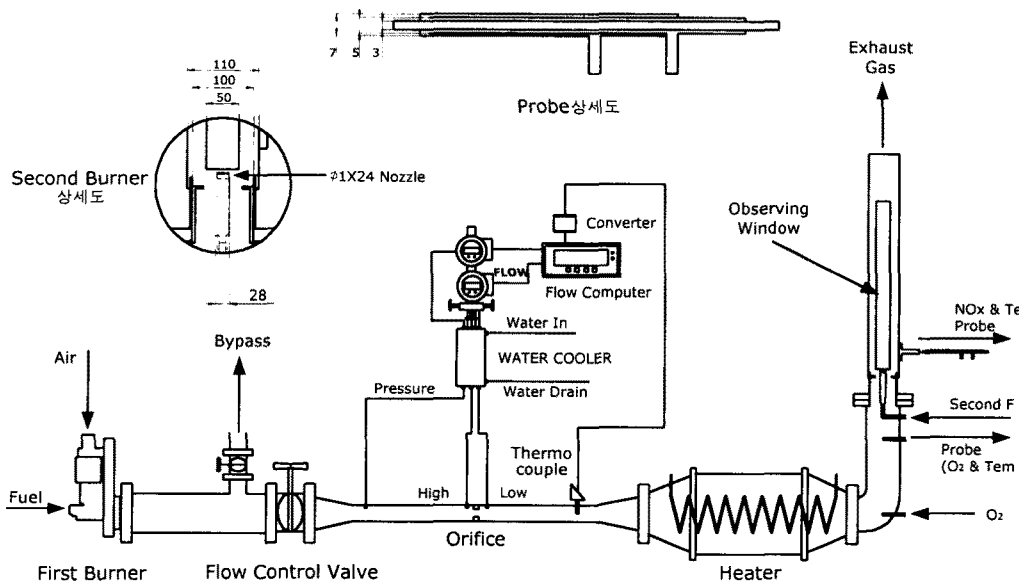 7 5 3
Probe상세도
110
100
50
Second Burner
상세도
∅1X24 Nozzle
28
Exhaust
Gas
Observing
Window
Converter
FLOW
Flow Computer
Water In
WATER COOLER
Water Drain
Pressure
NOx & Te
Probe
Second F
Probe
(O₂ & Tem
O₂
Bypass
Air
Thermo
couple
High
Low
Fuel
Orifice
First Burner
Flow Control Valve
Heater